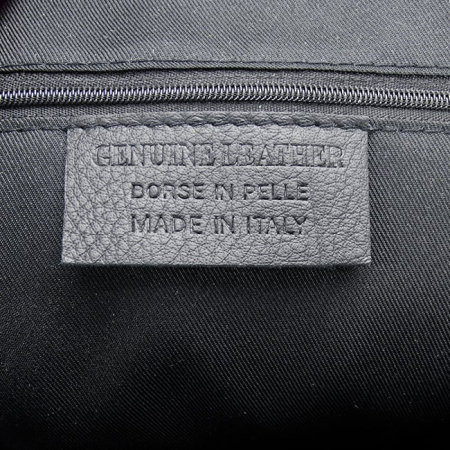 GENUINE LEATHER
BORSE IN PELLE
MADE IN ITALY